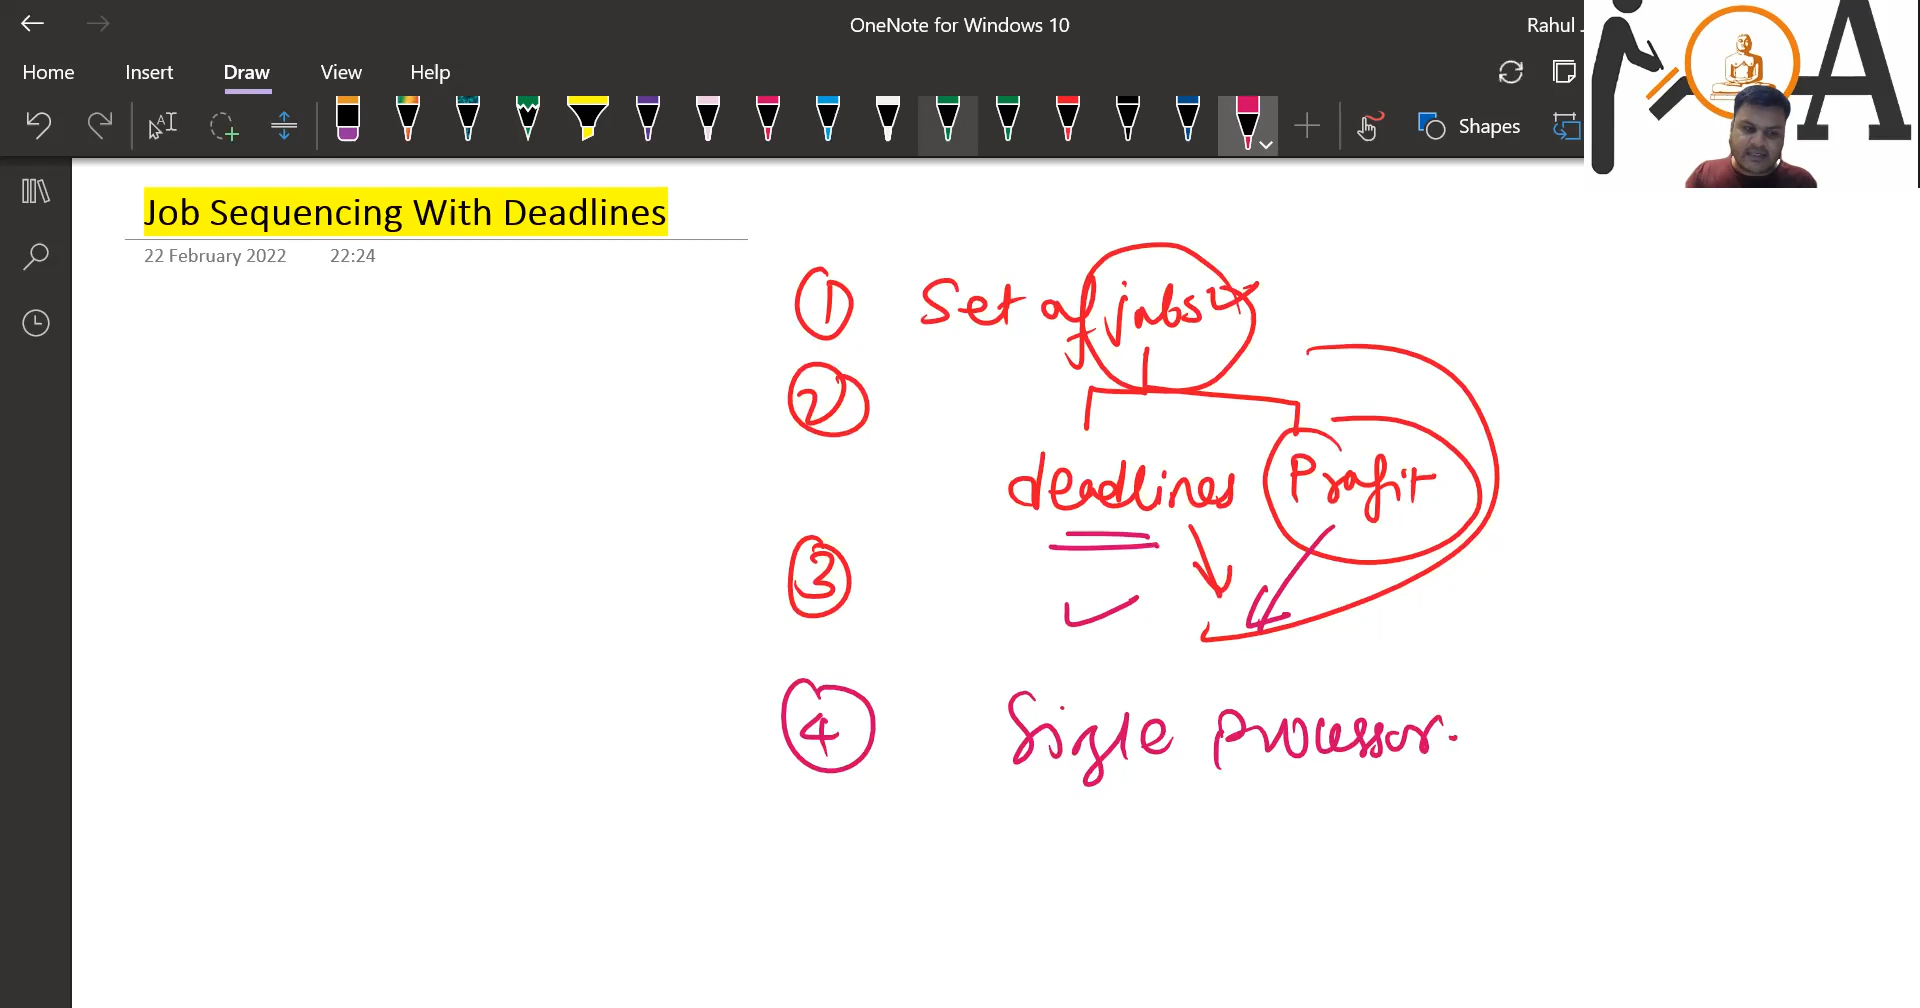 OneNote for Windows 10
Rahul J
Home Insert Draw View Help
Shapes
Job Sequencing With Deadlines
22 February 2022 22:24
1 Set of jobs
2
deadlines Profit
3
4 Single processor.
A